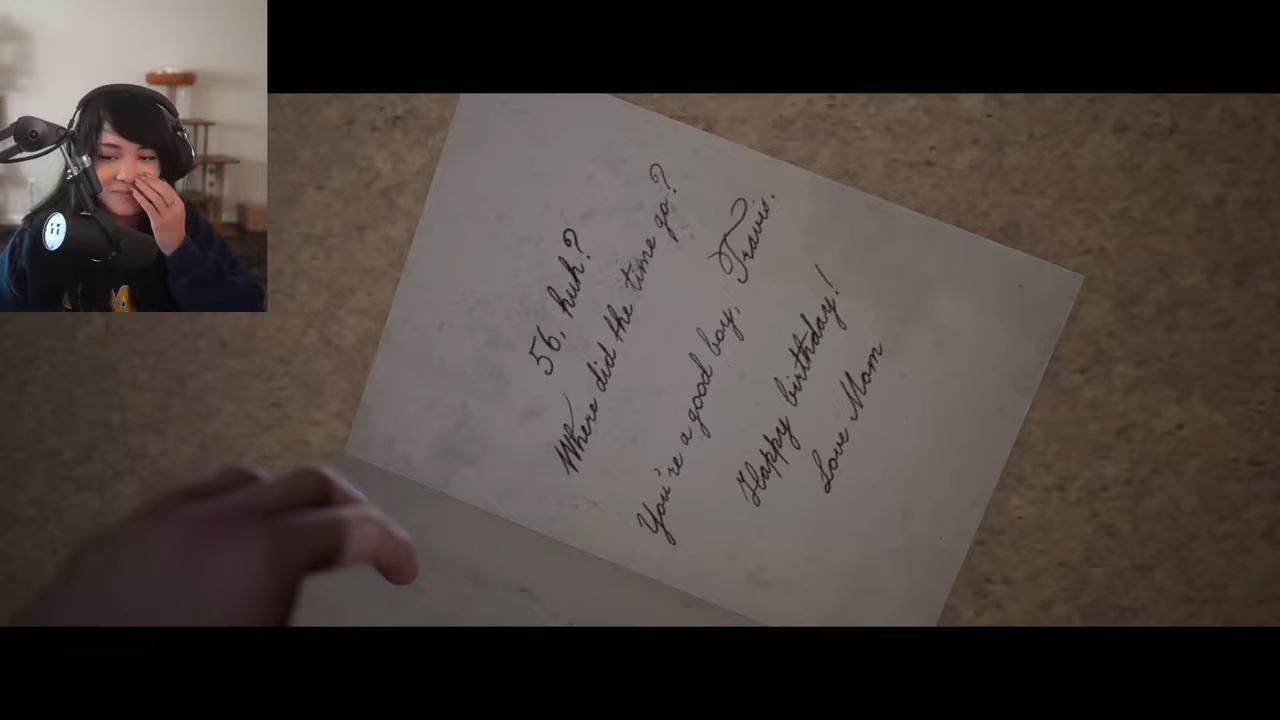 56, huh?
Where did the time go?
You're a good boy, Travis.
Happy birthday!
Love Mom